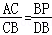 AC/CB = BP/DB